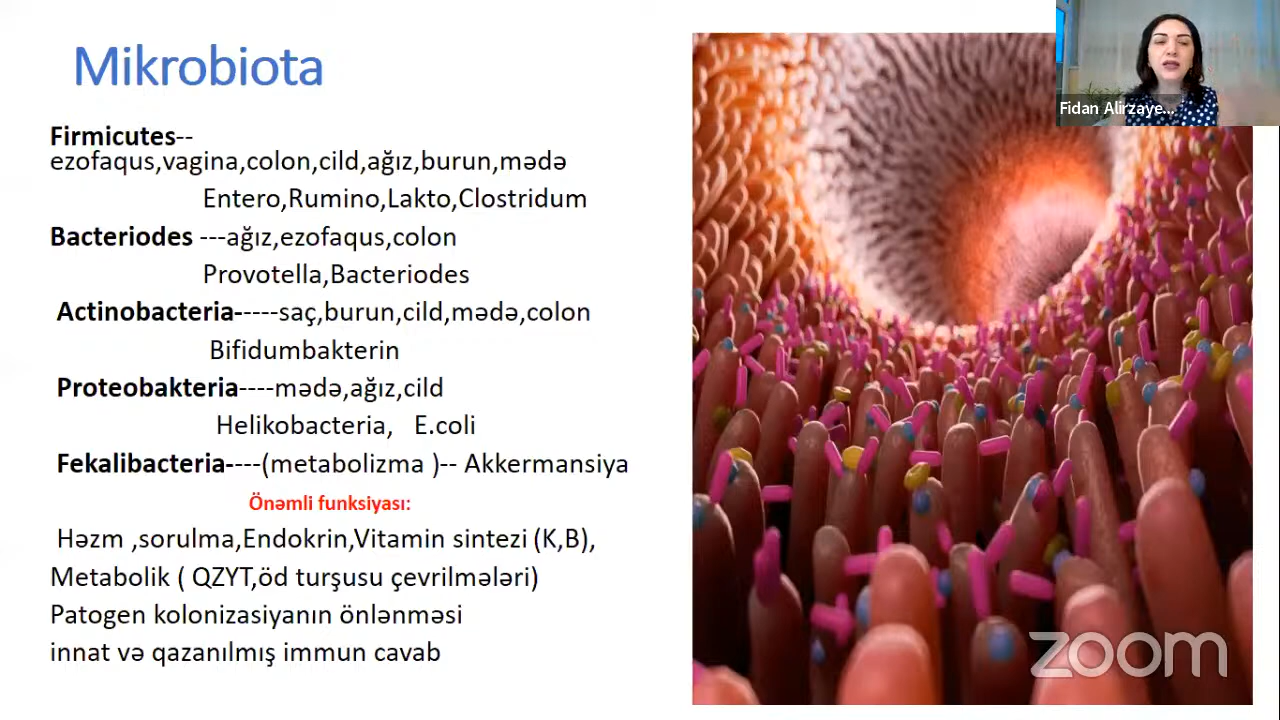 Mikrobiota
Firmicutes--
ezofaqus,vagina,colon,cild,ağız,burun,mədə
Entero,Rumino,Lakto,Clostridum
Bacteriodes ---ağız,ezofaqus,colon
Provotella,Bacteriodes
Actinobacteria------saç,burun,cild,mədə,colon
Bifidumbakterin
Proteobakteria----mədə,ağız,cild
Helikobacteria, E.coli
Fekalibacteria-----(metabolizma )-- Akkermansiya
Önəmli funksiyası:
Həzm ,sorulma,Endokrin,Vitamin sintezi (K,B),
Metabolik ( QZYT,öd turşusu çevrilmələri)
Patogen kolonizasiyanın önlənməsi
innat və qazanılmış immun cavab
Fidan Alirzaye...
zoom